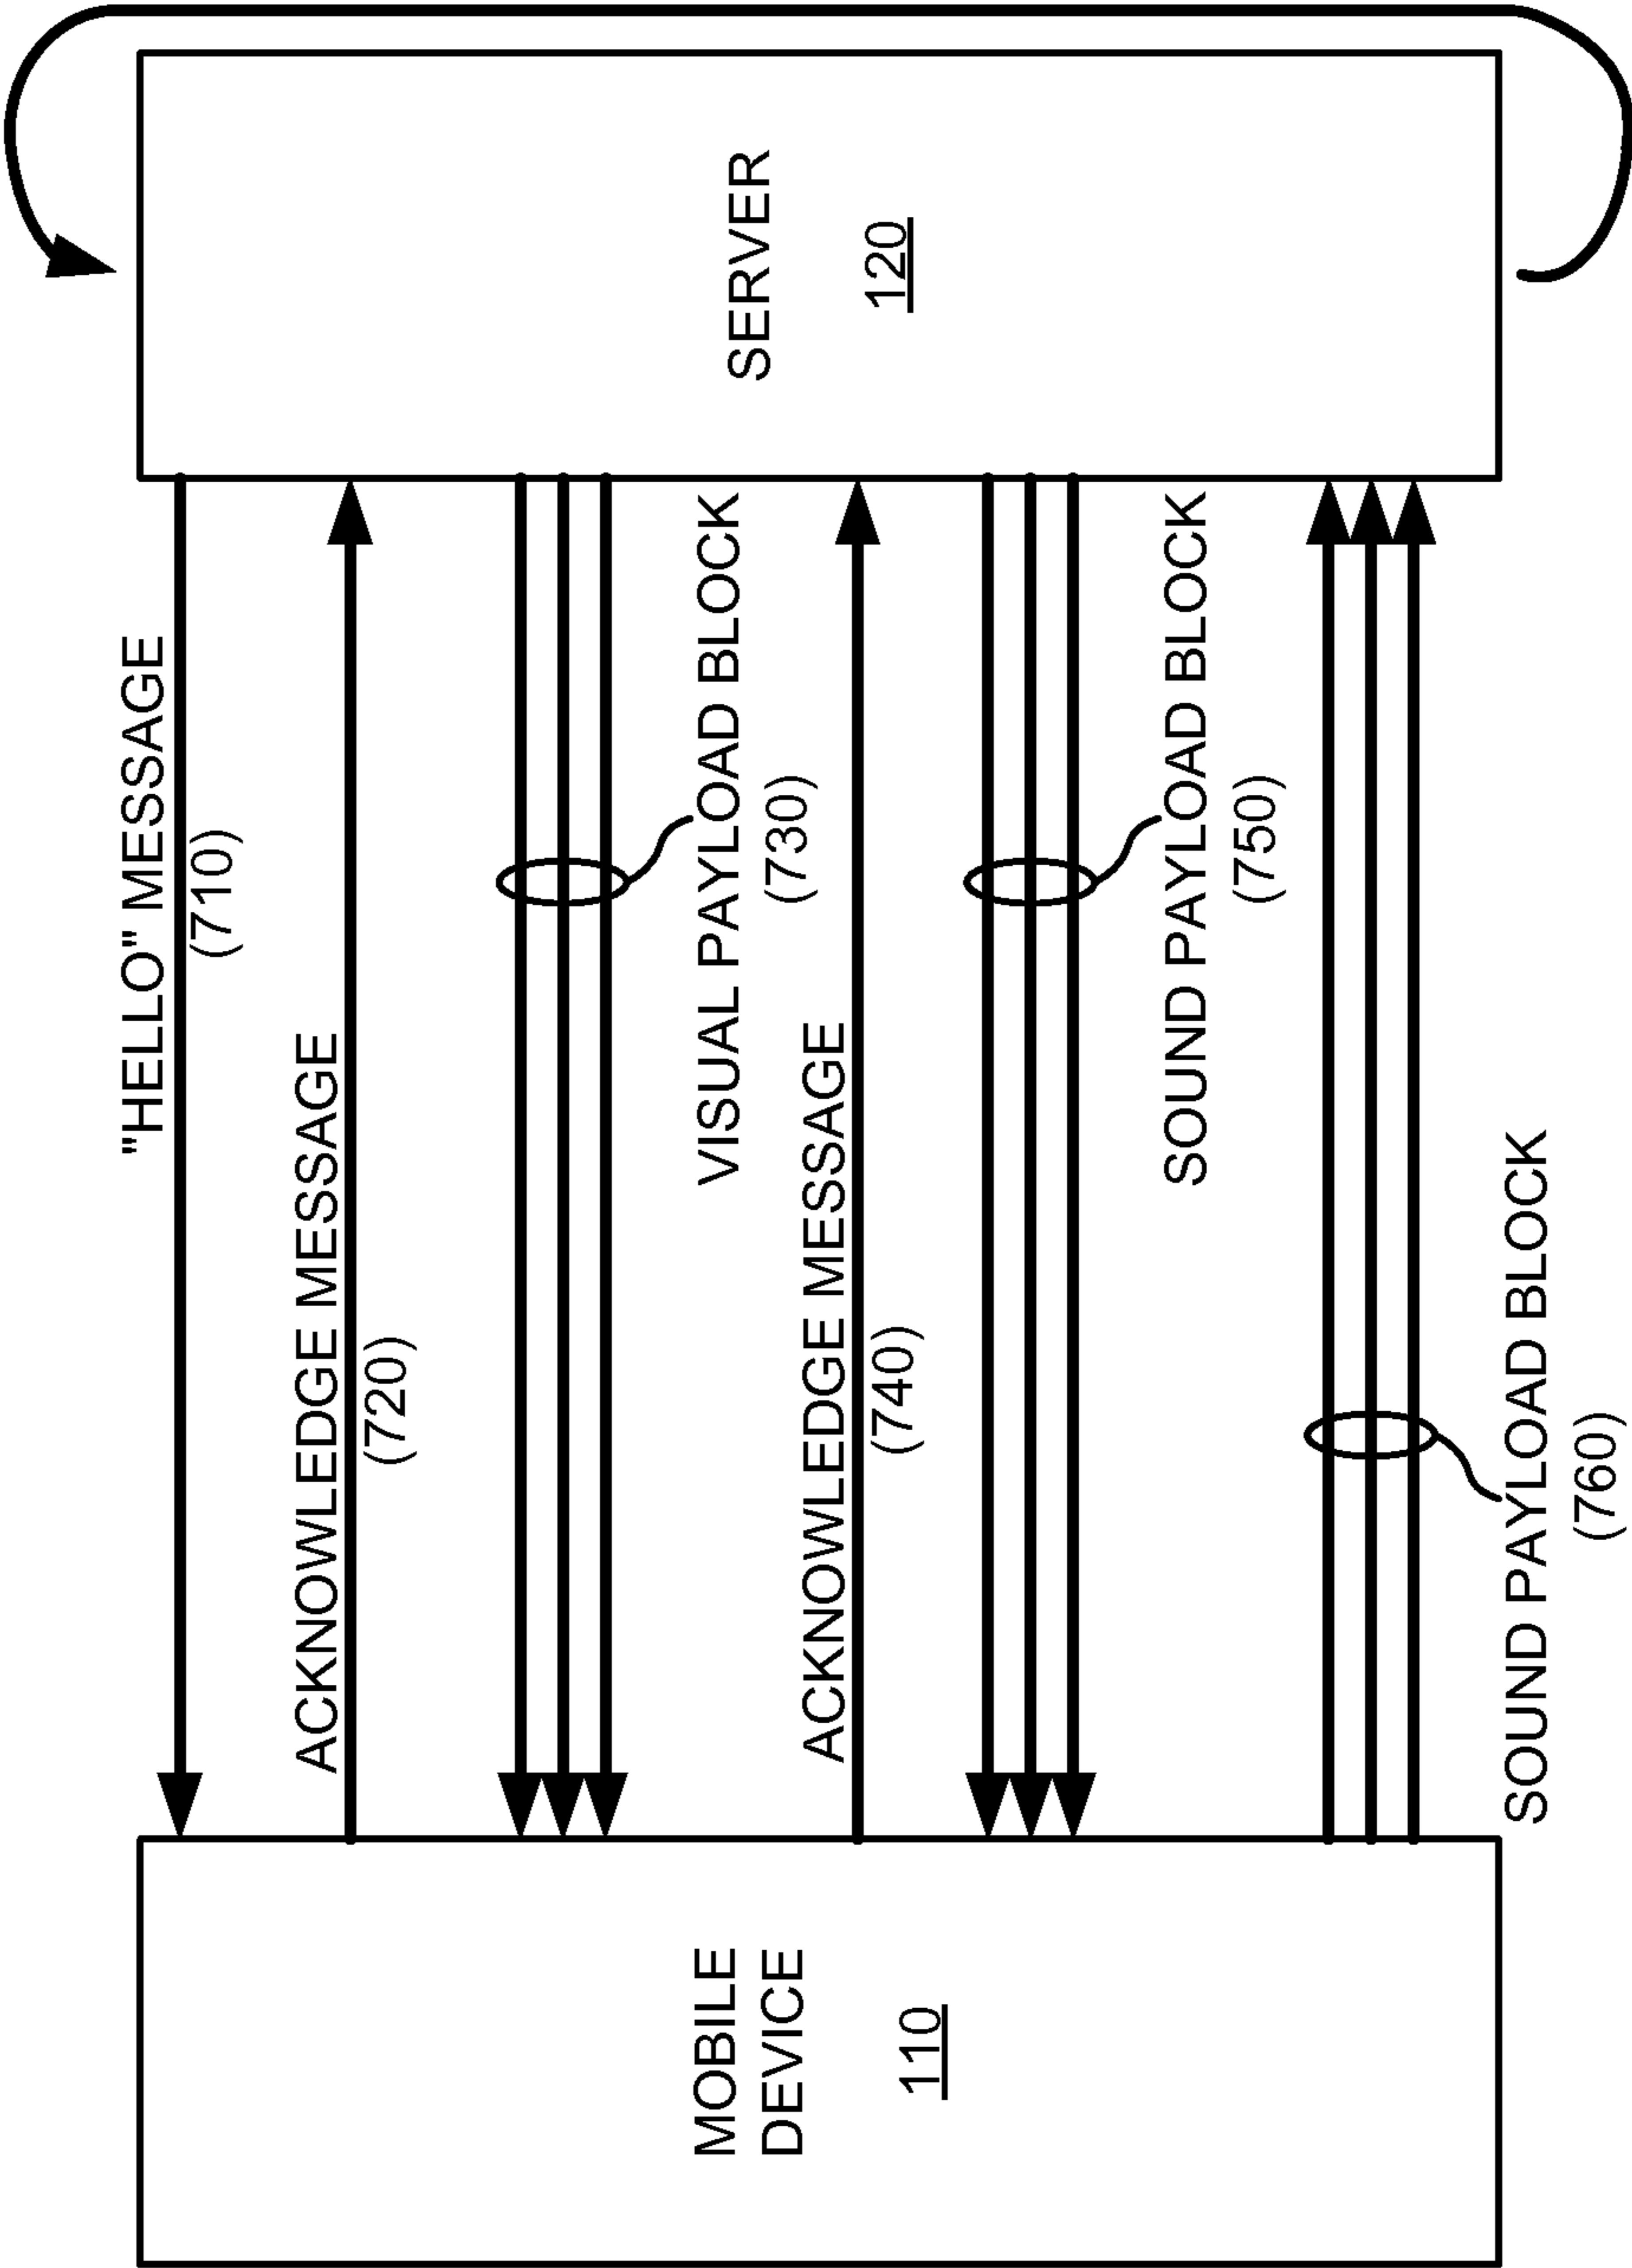 "HELLO" MESSAGE
(710)
ACKNOWLEDGE MESSAGE
(720)
VISUAL PAYLOAD BLOCK
(730)
ACKNOWLEDGE MESSAGE
(740)
SOUND PAYLOAD BLOCK
(750)
SOUND PAYLOAD BLOCK
(760)
MOBILE
DEVICE
110
SERVER
120